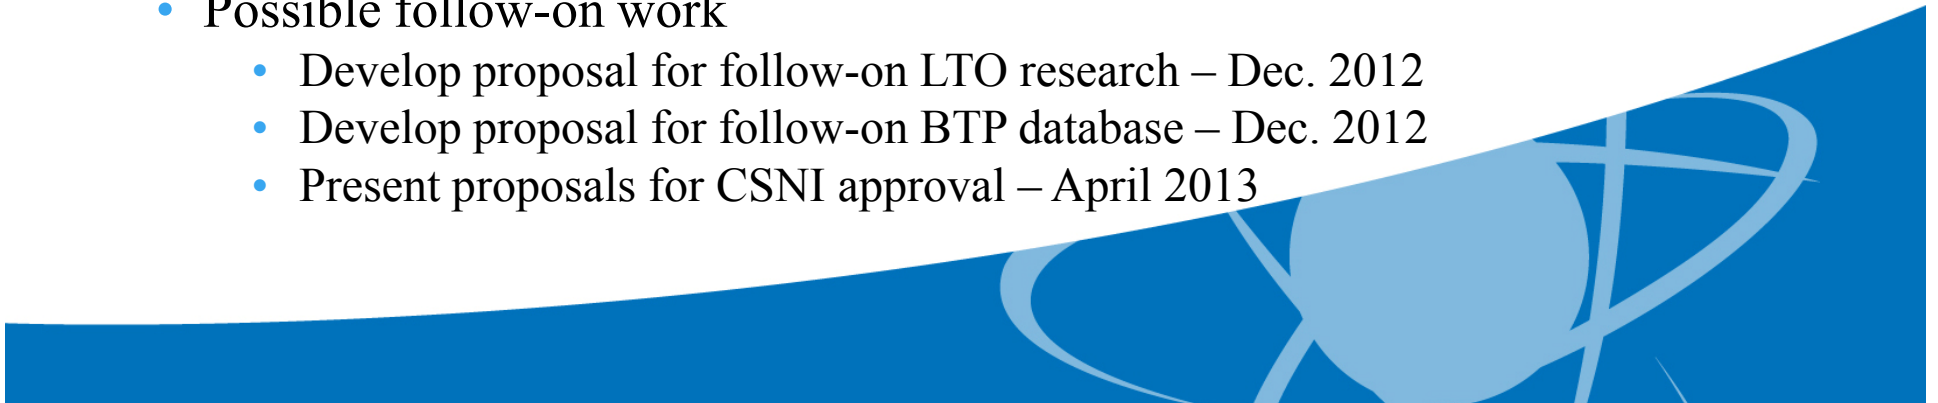 • Possible follow-on work
• Develop proposal for follow-on LTO research – Dec. 2012
• Develop proposal for follow-on BTP database – Dec. 2012
• Present proposals for CSNI approval – April 2013